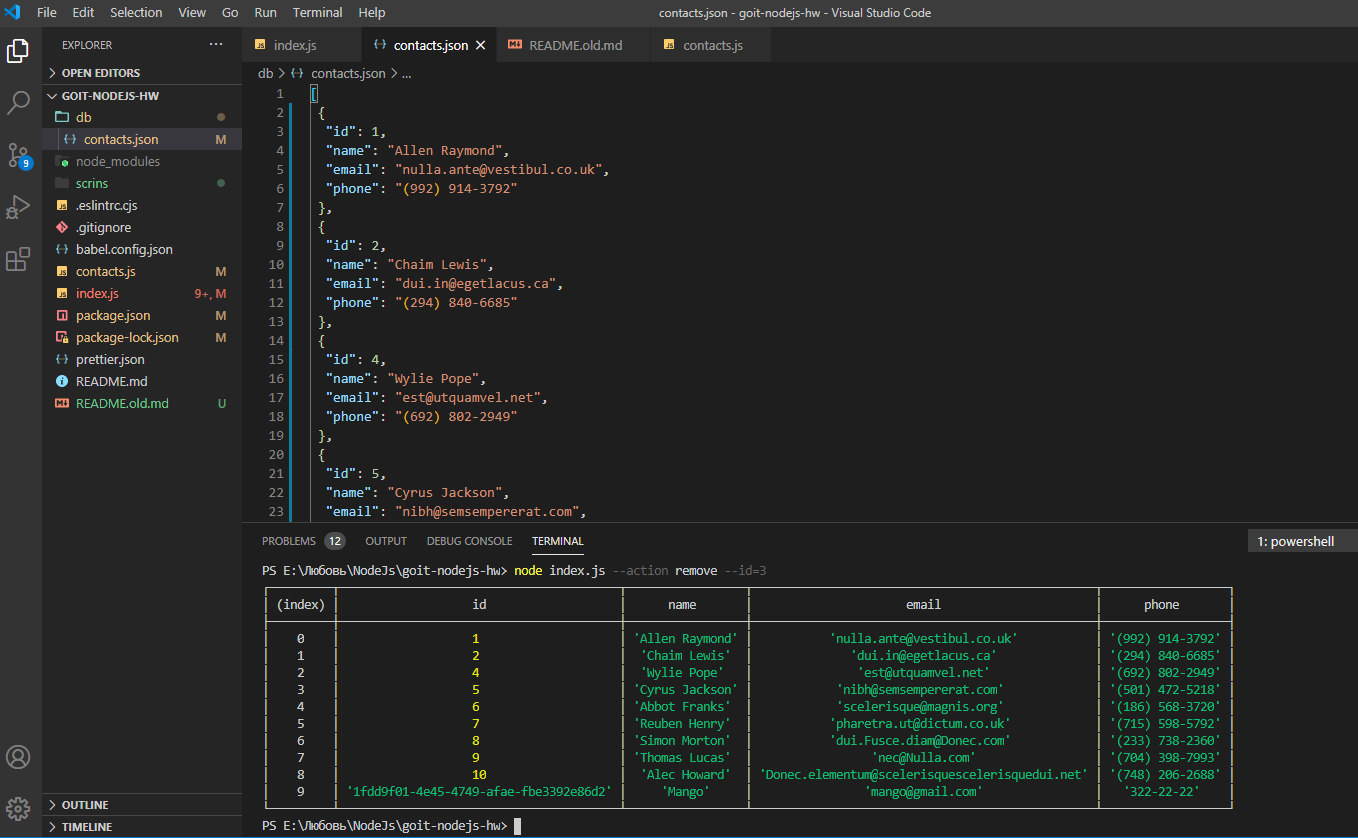 File Edit Selection View Go Run Terminal Help
contacts.json - goit-nodejs-hw - Visual Studio Code
EXPLORER
OPEN EDITORS
GOIT-NODEJS-HW
db
contacts.json M
node_modules
scrins
.eslintrc.cjs
.gitignore
babel.config.json
contacts.js M
index.js 9+, M
package.json M
package-lock.json M
prettier.json
README.md
README.old.md U
OUTLINE
TIMELINE
9
index.js contacts.json README.old.md contacts.js
db > contacts.json > ...
1 [
2 {
3 "id": 1,
4 "name": "Allen Raymond",
5 "email": "nulla.ante@vestibul.co.uk",
6 "phone": "(992) 914-3792"
7 },
8 {
9 "id": 2,
10 "name": "Chaim Lewis",
11 "email": "dui.in@egetlacus.ca",
12 "phone": "(294) 840-6685"
13 },
14 {
15 "id": 4,
16 "name": "Wylie Pope",
17 "email": "est@utquamvel.net",
18 "phone": "(692) 802-2949"
19 },
20 {
21 "id": 5,
22 "name": "Cyrus Jackson",
23 "email": "nibh@semsempererat.com",
PROBLEMS 12 OUTPUT DEBUG CONSOLE TERMINAL 1: powershell
PS E:\Любовь\NodeJs\goit-nodejs-hw> node index.js --action remove --id=3
(index) id name email phone
0 1 'Allen Raymond' 'nulla.ante@vestibul.co.uk' '(992) 914-3792'
1 2 'Chaim Lewis' 'dui.in@egetlacus.ca' '(294) 840-6685'
2 4 'Wylie Pope' 'est@utquamvel.net' '(692) 802-2949'
3 5 'Cyrus Jackson' 'nibh@semsempererat.com' '(501) 472-5218'
4 6 'Abbot Franks' 'scelerisque@magnis.org' '(186) 568-3720'
5 7 'Reuben Henry' 'pharetra.ut@dictum.co.uk' '(715) 598-5792'
6 8 'Simon Morton' 'dui.Fusce.diam@Donec.com' '(233) 738-2360'
7 9 'Thomas Lucas' 'nec@Nulla.com' '(704) 398-7993'
8 10 'Alec Howard' 'Donec.elementum@scelerisquescelerisquedui.net' '(748) 206-2688'
9 '1fdd9f01-4e45-4749-afae-fbe3392e86d2' 'Mango' 'mango@gmail.com' '322-22-22'
PS E:\Любовь\NodeJs\goit-nodejs-hw>